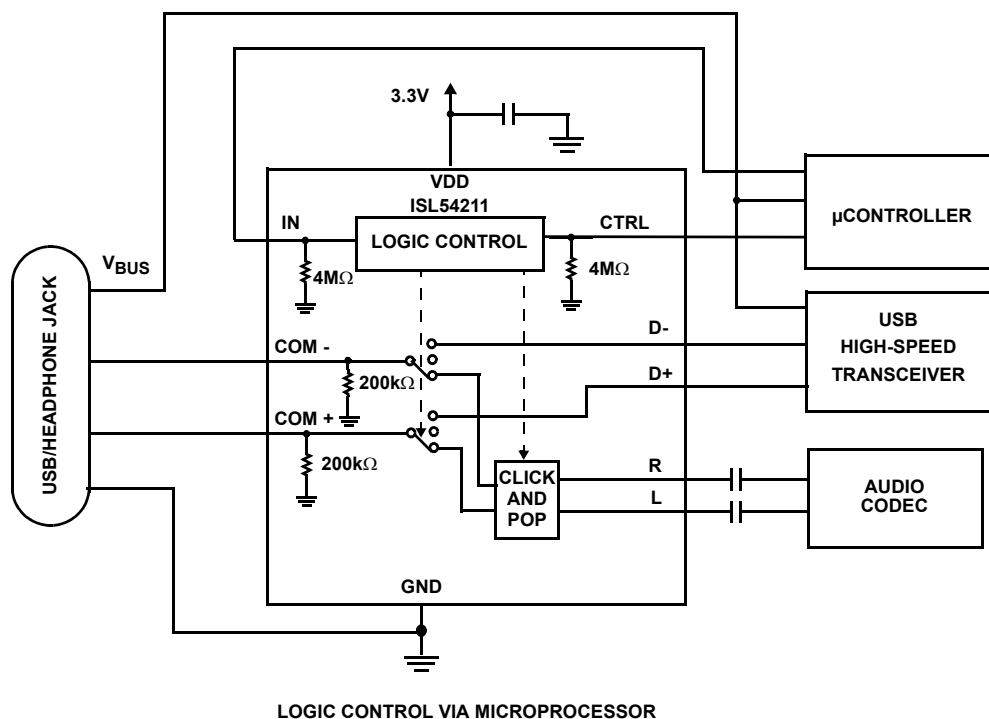 3.3V
VDD
ISL54211
IN
LOGIC CONTROL
CTRL
4MΩ
4MΩ
µCONTROLLER
USB/HEADPHONE JACK
VBUS
COM -
200kΩ
COM +
200kΩ
D-
D+
USB
HIGH-SPEED
TRANSCEIVER
CLICK
AND
POP
R
L
AUDIO
CODEC
GND
LOGIC CONTROL VIA MICROPROCESSOR